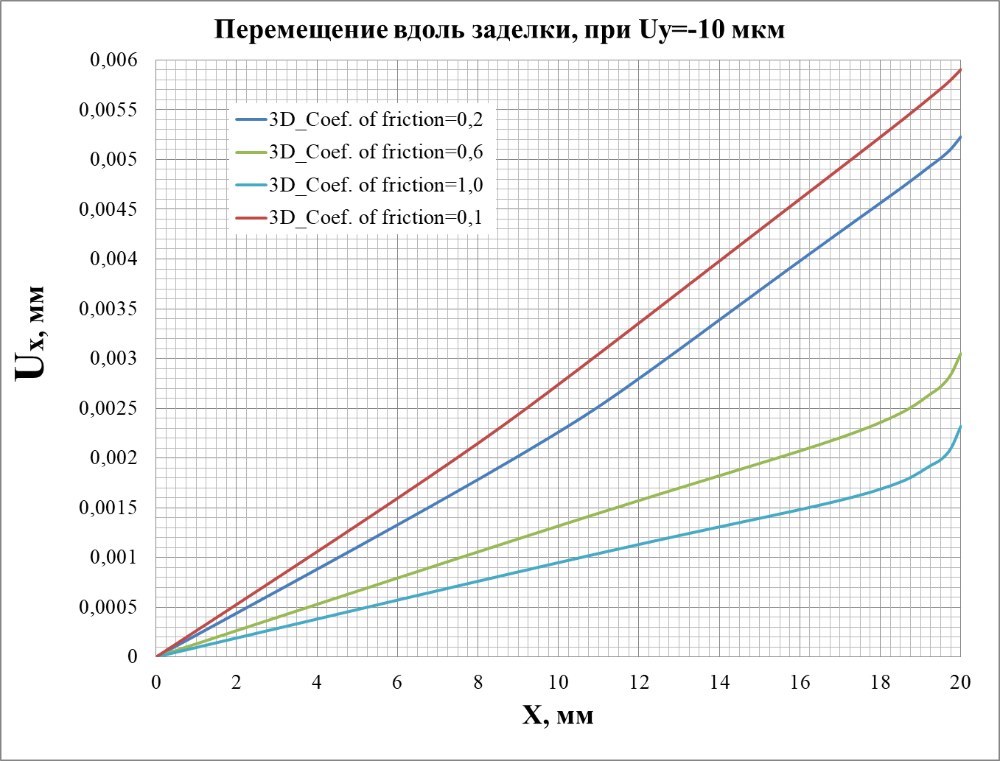 Перемещение вдоль заделки, при Uy=-10 мкм
0,006
0,0055
0,005
0,0045
0,004
0,0035
0,003
0,0025
0,002
0,0015
0,001
0,0005
0
3D_Coef. of friction=0,2
3D_Coef. of friction=0,6
3D_Coef. of friction=1,0
3D_Coef. of friction=0,1
Uх, мм
0 2 4 6 8 10 12 14 16 18 20
Х, мм